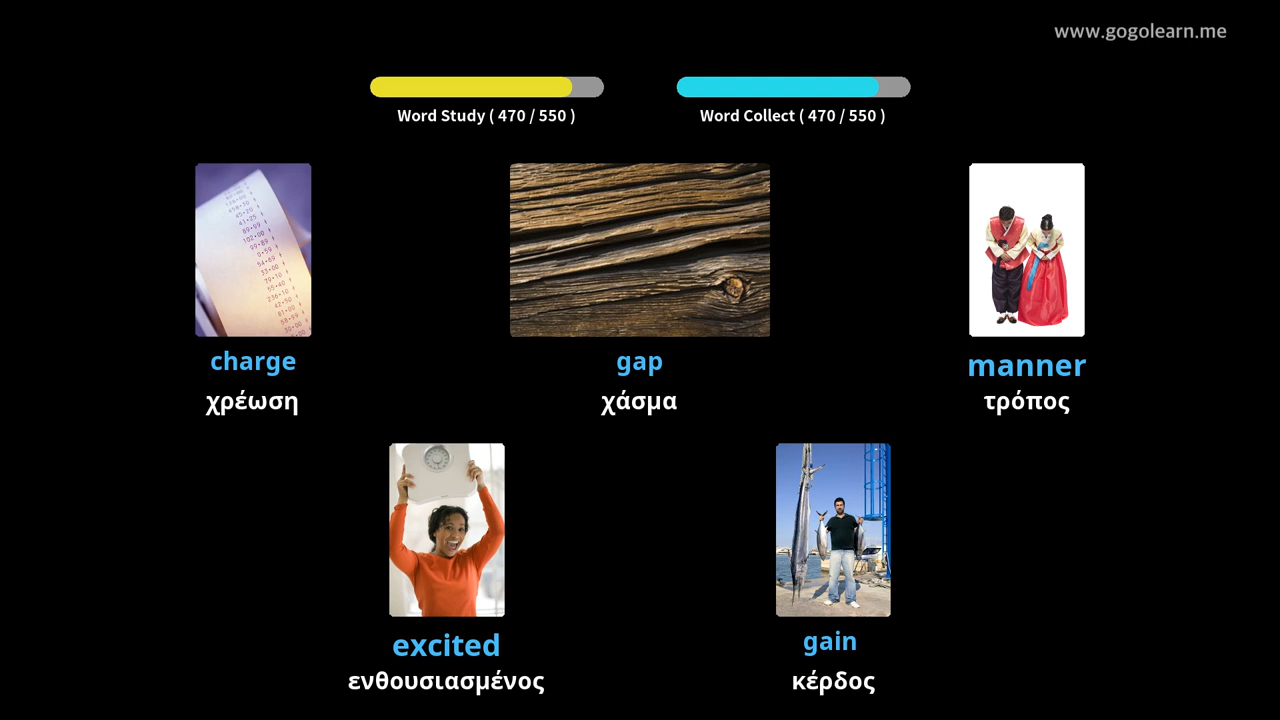 www.gogolearn.me
Word Study ( 470 / 550 )
Word Collect ( 470 / 550 )
charge
χρέωση
gap
χάσμα
manner
τρόπος
excited
ενθουσιασμένος
gain
κέρδος